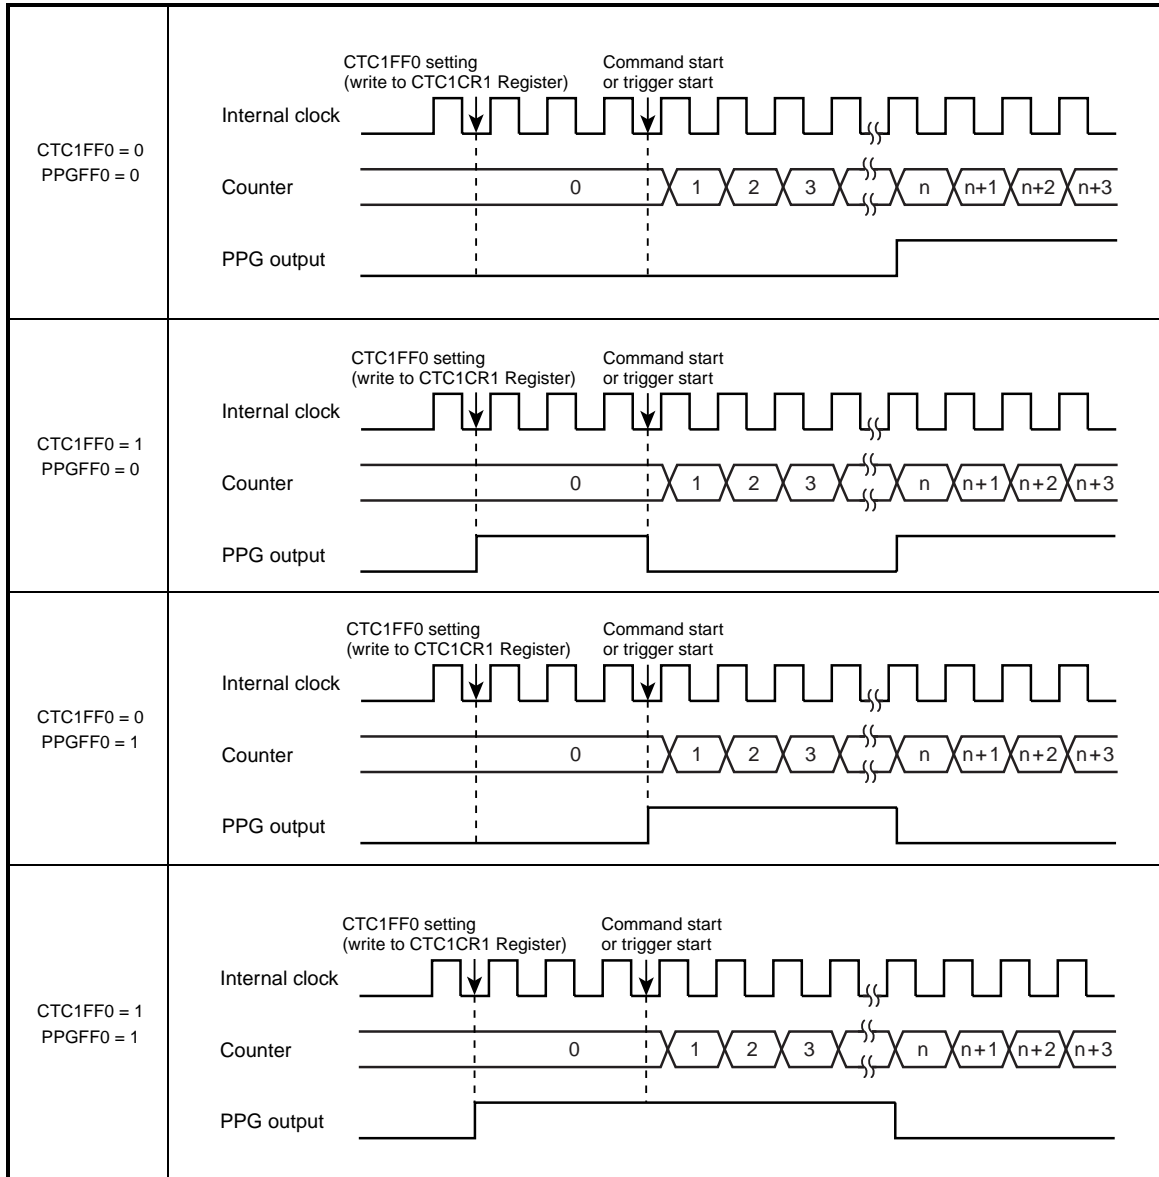 CTC1FF0 = 0
PPGFF0 = 0
CTC1FF0 setting
(write to CTC1CR1 Register)
Command start
or trigger start
Internal clock
Counter
0 1 2 3 n n+1 n+2 n+3
PPG output
CTC1FF0 = 1
PPGFF0 = 0
CTC1FF0 setting
(write to CTC1CR1 Register)
Command start
or trigger start
Internal clock
Counter
0 1 2 3 n n+1 n+2 n+3
PPG output
CTC1FF0 = 0
PPGFF0 = 1
CTC1FF0 setting
(write to CTC1CR1 Register)
Command start
or trigger start
Internal clock
Counter
0 1 2 3 n n+1 n+2 n+3
PPG output
CTC1FF0 = 1
PPGFF0 = 1
CTC1FF0 setting
(write to CTC1CR1 Register)
Command start
or trigger start
Internal clock
Counter
0 1 2 3 n n+1 n+2 n+3
PPG output